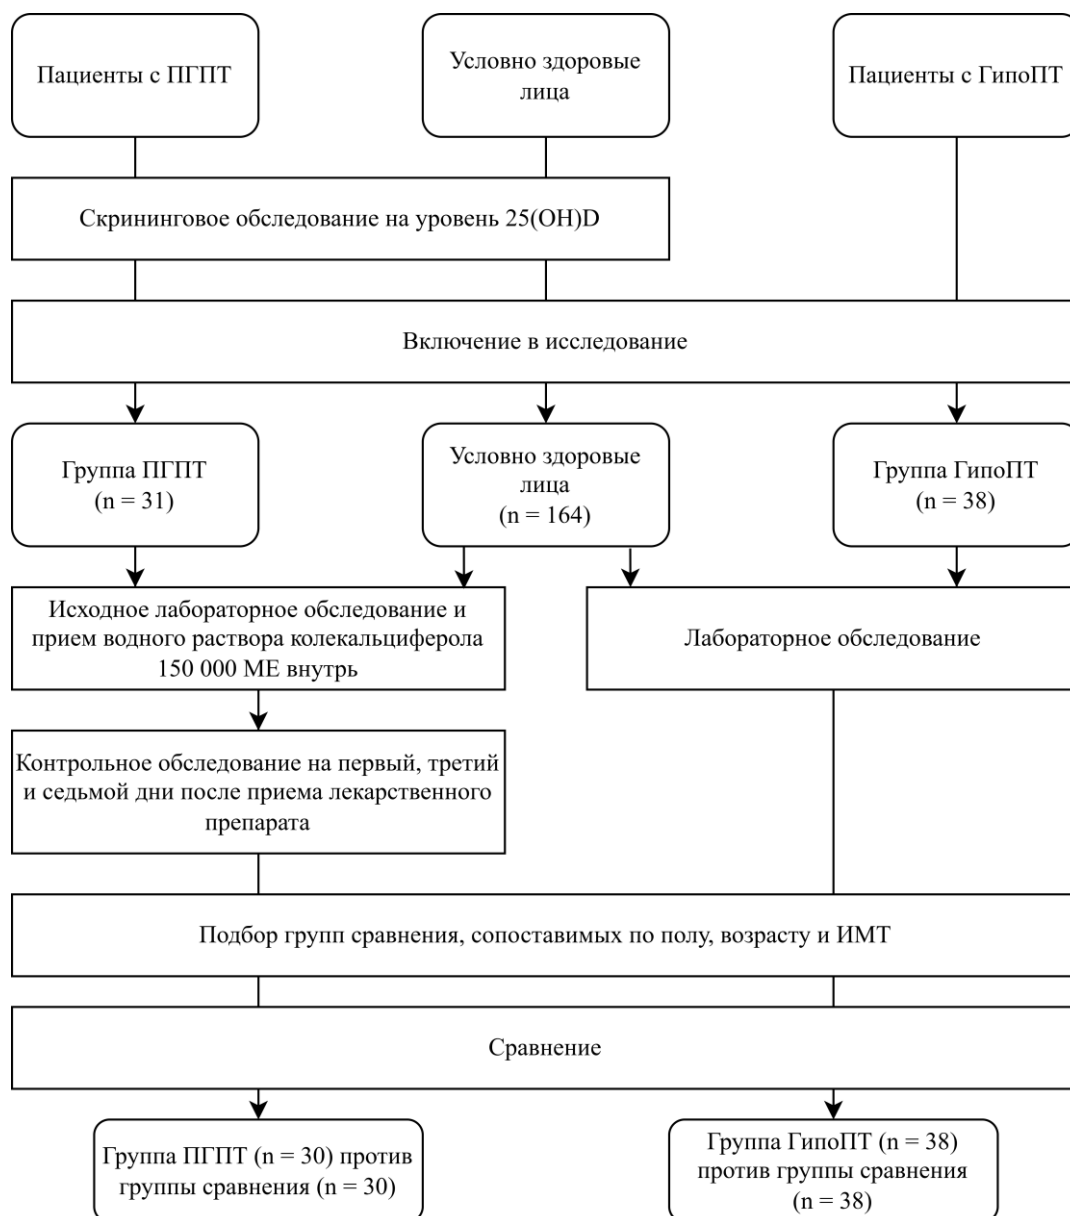 Пациенты с ПГПТ
Условно здоровые
лица
Пациенты с ГипоПТ
Скрининговое обследование на уровень 25(OH)D
Включение в исследование
Группа ПГПТ
(n = 31)
Условно здоровые
лица
(n = 164)
Группа ГипоПТ
(n = 38)
Исходное лабораторное обследование и
прием водного раствора колекальциферола
150 000 МЕ внутрь
Лабораторное обследование
Контрольное обследование на первый, третий
и седьмой дни после приема лекарственного
препарата
Подбор групп сравнения, сопоставимых по полу, возрасту и ИМТ
Сравнение
Группа ПГПТ (n = 30) против
группы сравнения (n = 30)
Группа ГипоПТ (n = 38)
против группы сравнения
(n = 38)